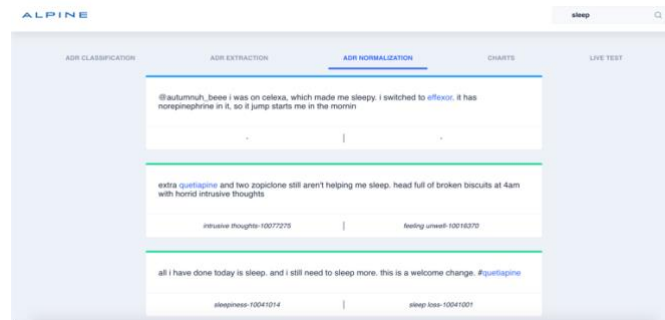 ALPINE
sleep
ADR CLASSIFICATION ADR EXTRACTION ADR NORMALIZATION CHARTS LIVE TEST
@autumnuh_beee i was on celexa, which made me sleepy. i switched to effexor. it has
norepinephrine in it, so it jump starts me in the mornin
- | -
extra quetiapine and two zopiclone still aren't helping me sleep. head full of broken biscuits at 4am
with horrid intrusive thoughts
intrusive thoughts-10077275 | feeling unwell-10016370
all i have done today is sleep. and i still need to sleep more. this is a welcome change. #quetiapine
sleepiness-10041014 | sleep loss-10041001